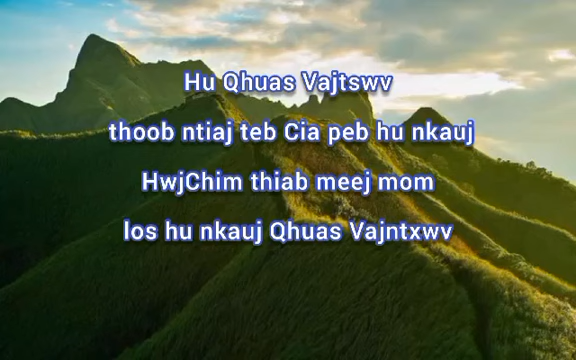 Hu Qhuas Vajtswv
thoob ntiaj teb Cia peb hu nkauj
HwjChim thiab meej mom
los hu nkauj Qhuas Vajntxwv